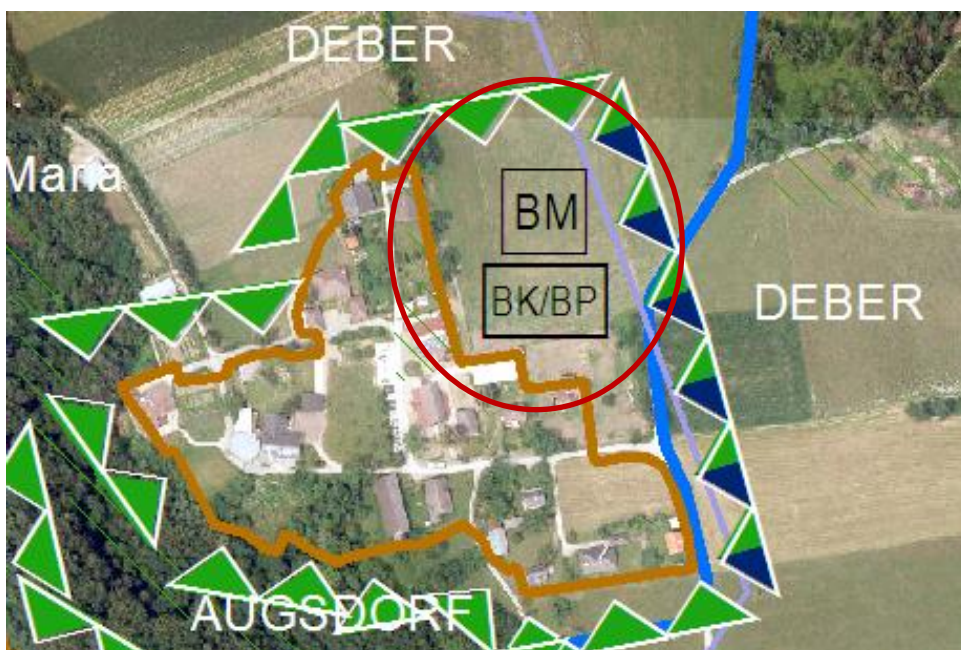 DEBER
Maria
BM
BK/BP
DEBER
AUGSDORF